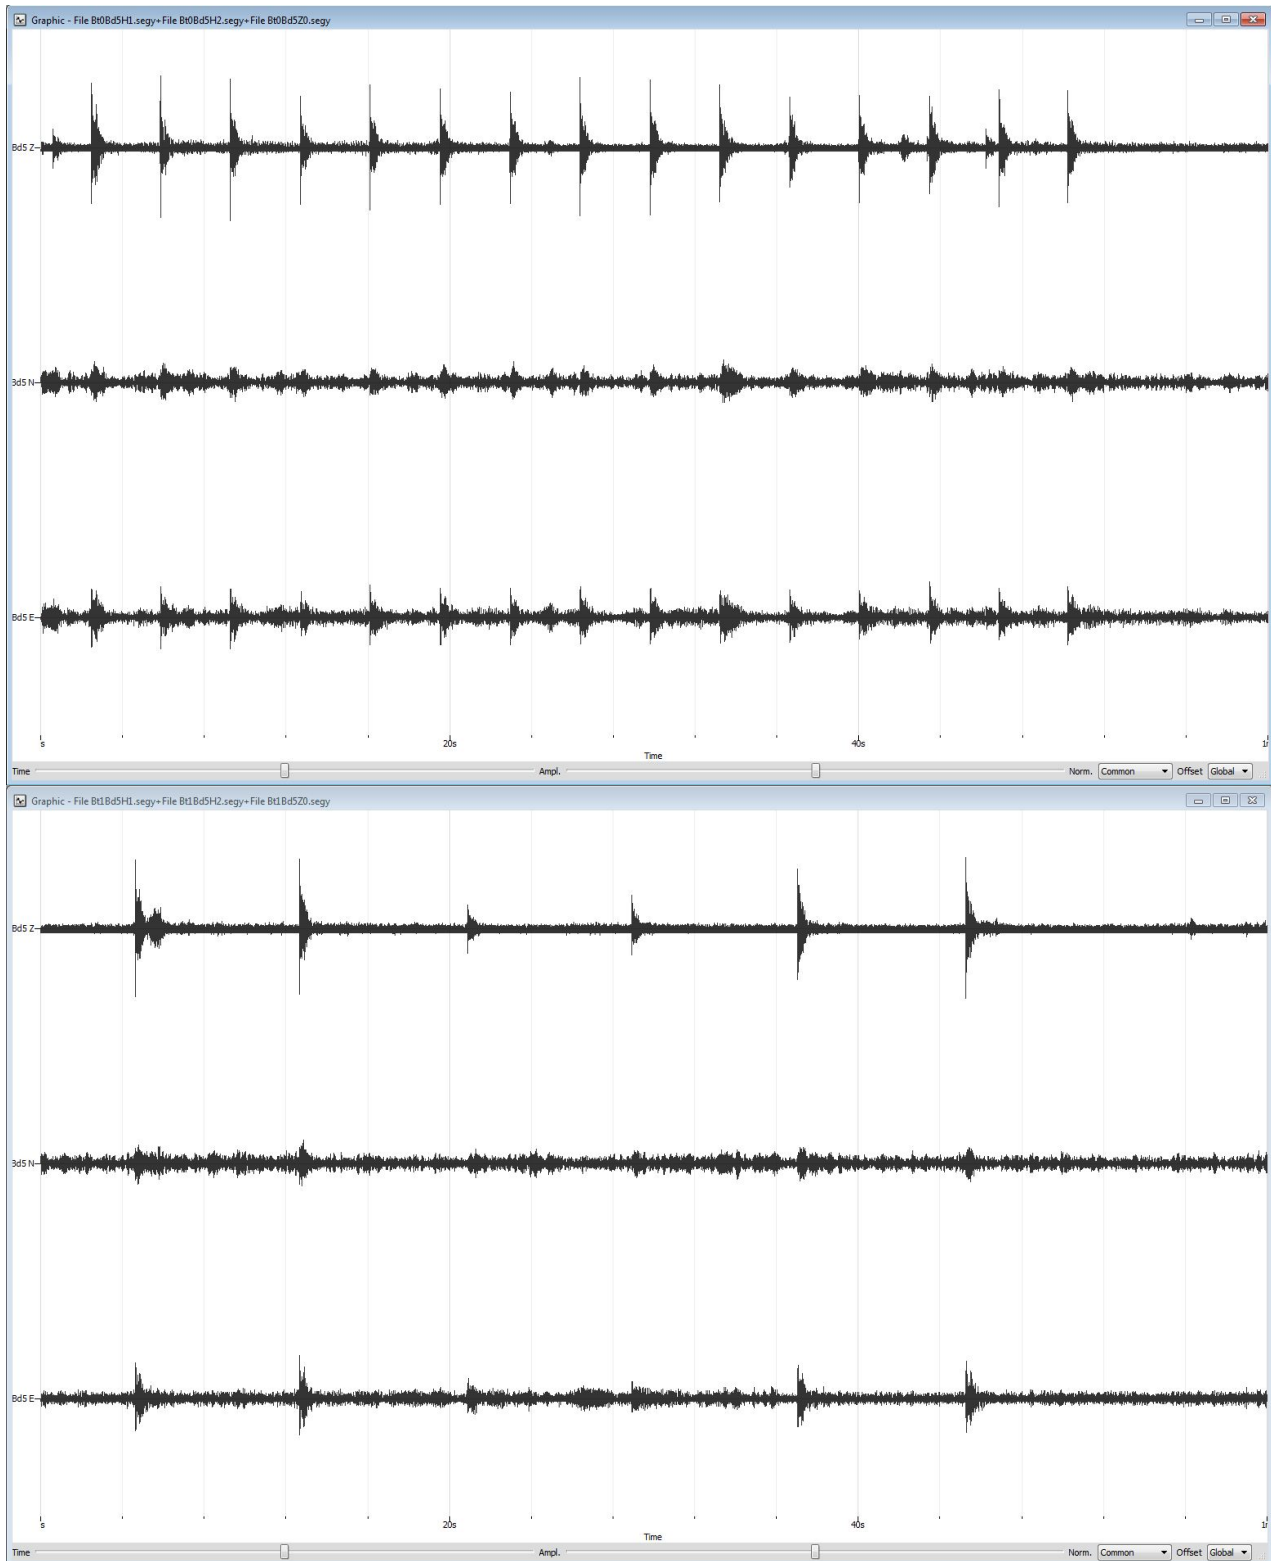 Graphic - File Bt0Bd5H1.segy+File Bt0Bd5H2.segy+File Bt0Bd5Z0.segy
Bd5 Z
3d5 N
Bd5 E
s 20s 40s 1r
Time
Time Ampl. Norm. Common Offset Global
Graphic - File Bt1Bd5H1.segy+File Bt1Bd5H2.segy+File Bt1Bd5Z0.segy
Bd5 Z
3d5 N
Bd5 E
s 20s 40s 1r
Time
Time Ampl. Norm. Common Offset Global